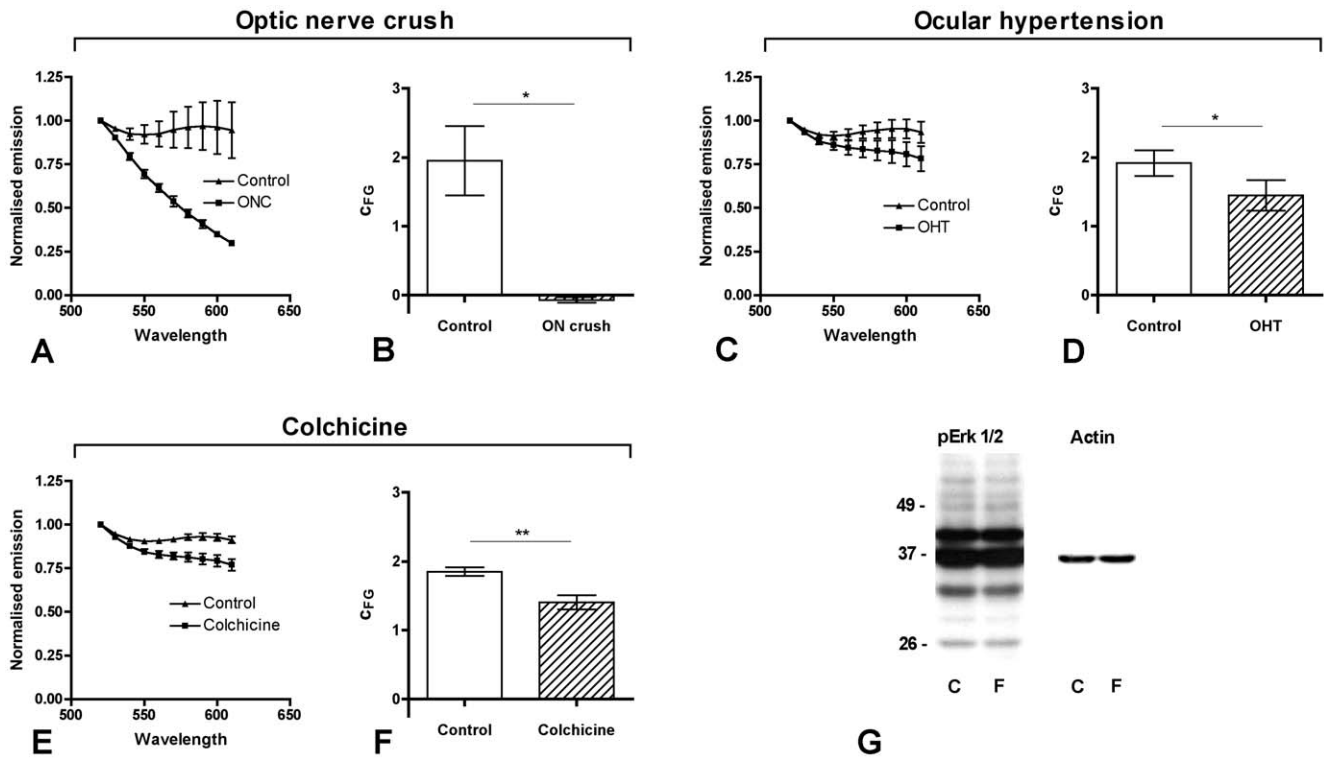 Optic nerve crush
Normalised emission
1.25
1.00
0.75
0.50
0.25
0.00
500 550 600 650
Wavelength
Control
ONC
A
cFG
3
2
1
0
*
Control ON crush
B
Ocular hypertension
Normalised emission
1.25
1.00
0.75
0.50
0.25
0.00
500 550 600 650
Wavelength
Control
OHT
C
cFG
3
2
1
0
*
Control OHT
D
Colchicine
Normalised emission
1.25
1.00
0.75
0.50
0.25
0.00
500 550 600 650
Wavelength
Control
Colchicine
E
cFG
3
2
1
0
**
Control Colchicine
F
pErk 1/2 Actin
49 -
37 -
26 -
C F C F
G